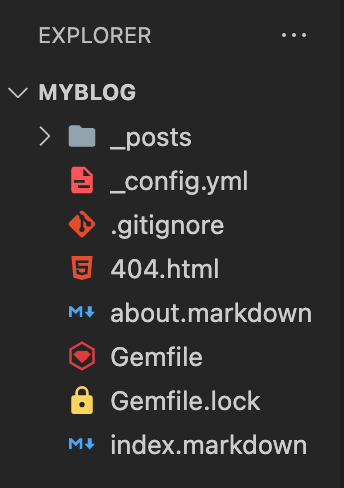 EXPLORER
MYBLOG
_posts
_config.yml
.gitignore
404.html
about.markdown
Gemfile
Gemfile.lock
index.markdown